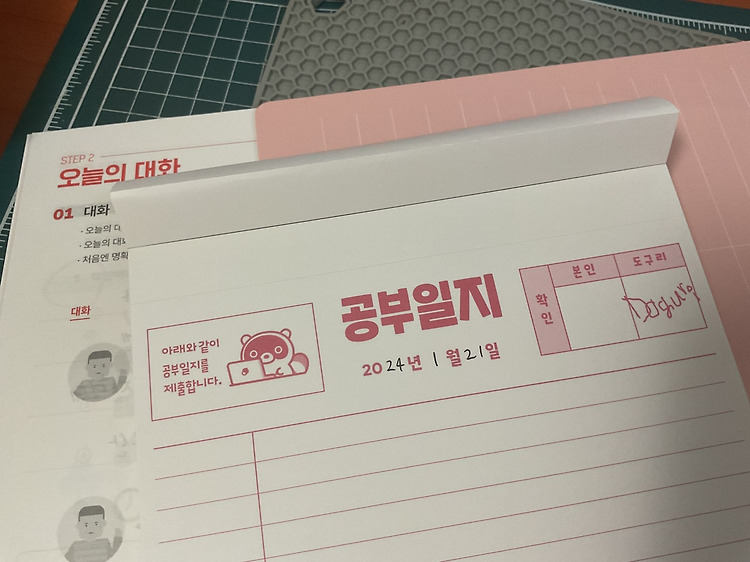 STEP 2
오늘의 대화
01 대화
· 오늘의 대
· 오늘의 대화
· 처음엔 명확
대화
아래와 같이
공부일지를
제출합니다.
공부일지
2024년 1월 21일
확인
본인
도구리
Doguri